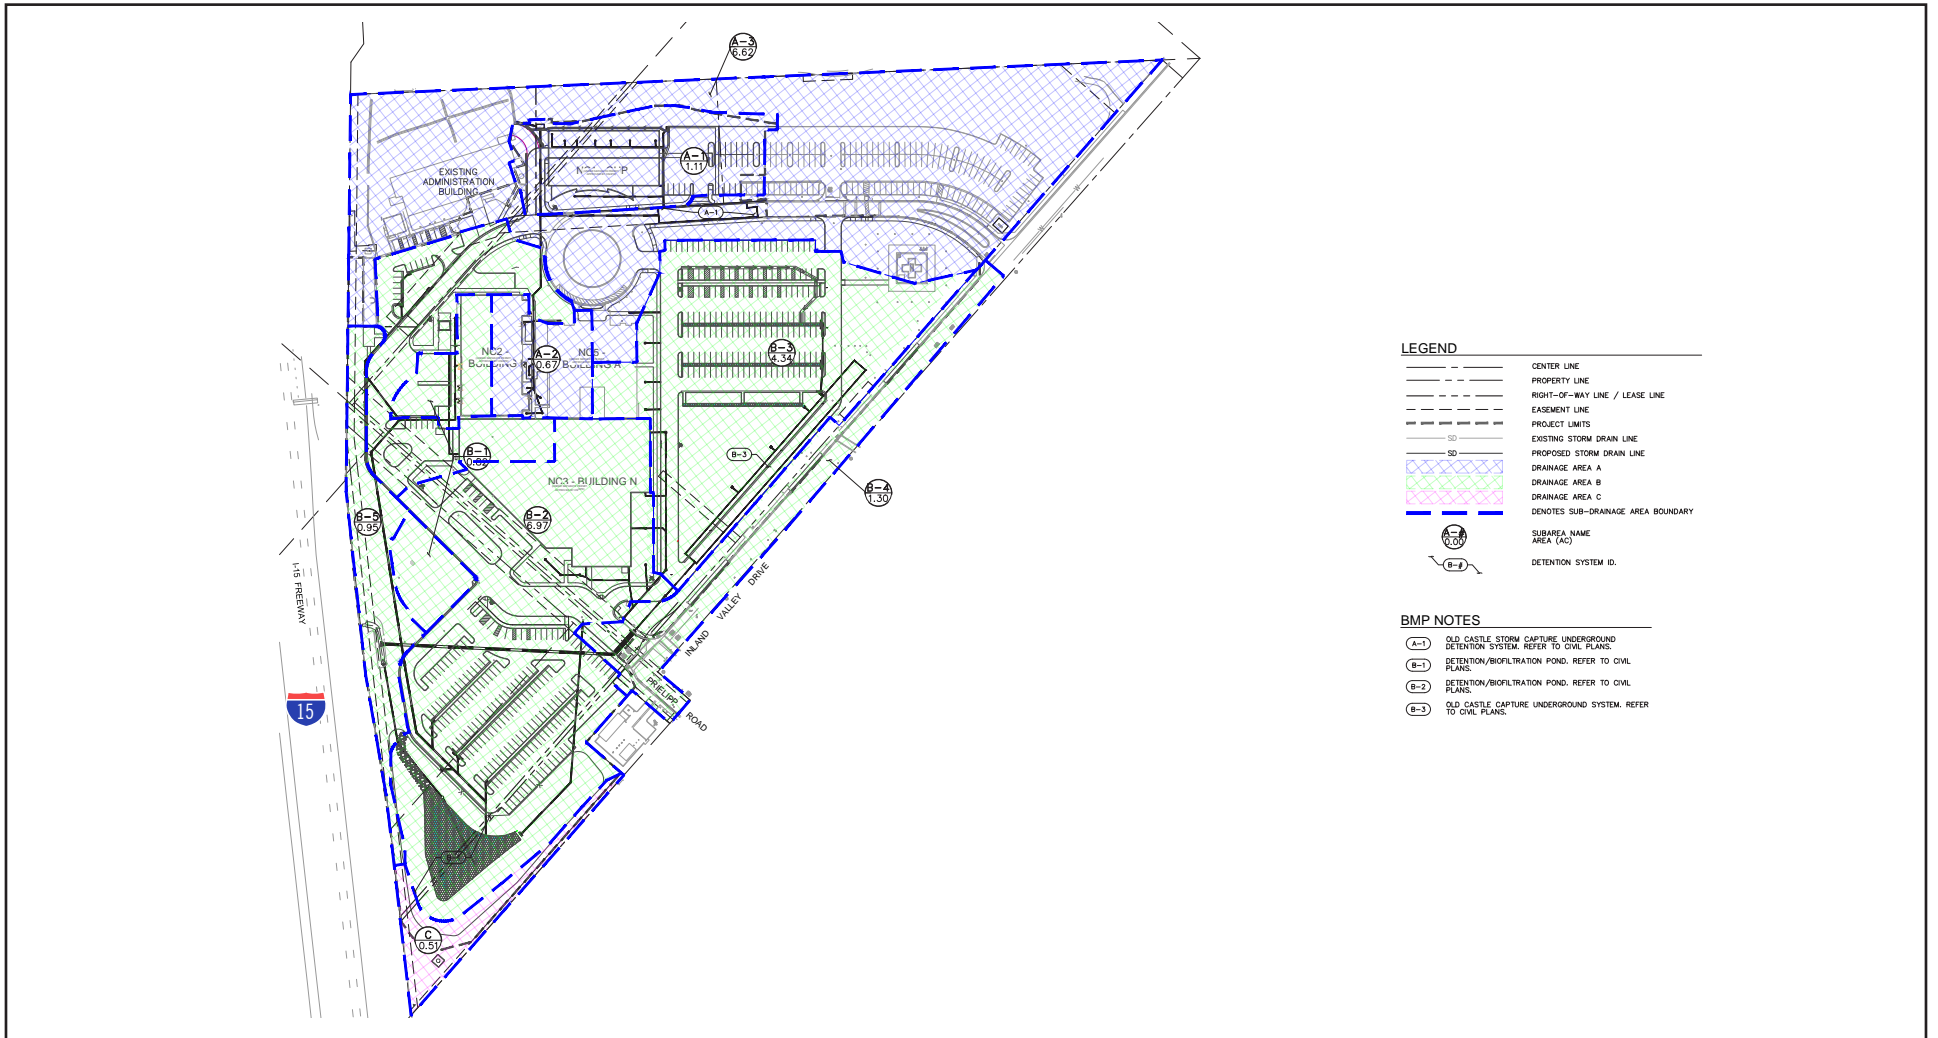 A-3
6.62
A-1
1.11
EXISTING
ADMINISTRATION
BUILDING
A-1
NC2 -
BUILDING
A-2
0.67
BUILDING A
B-3
4.34
B-1
B-3
NC3 - BUILDING N
B-4
1.30
B-5
0.95
B-2
6.97
I-15 FREEWAY
INLAND VALLEY DRIVE
PRIELIPP ROAD
15
C
0.51
LEGEND
CENTER LINE
PROPERTY LINE
RIGHT-OF-WAY LINE / LEASE LINE
EASEMENT LINE
PROJECT LIMITS
SD EXISTING STORM DRAIN LINE
SD PROPOSED STORM DRAIN LINE
DRAINAGE AREA A
DRAINAGE AREA B
DRAINAGE AREA C
DENOTES SUB-DRAINAGE AREA BOUNDARY
A-#
0.00
SUBAREA NAME
AREA (AC)
B-# DETENTION SYSTEM ID.
BMP NOTES
A-1 OLD CASTLE STORM CAPTURE UNDERGROUND
DETENTION SYSTEM. REFER TO CIVIL PLANS.
B-1 DETENTION/BIOFILTRATION POND. REFER TO CIVIL
PLANS.
B-2 DETENTION/BIOFILTRATION POND. REFER TO CIVIL
PLANS.
B-3 OLD CASTLE CAPTURE UNDERGROUND SYSTEM. REFER
TO CIVIL PLANS.